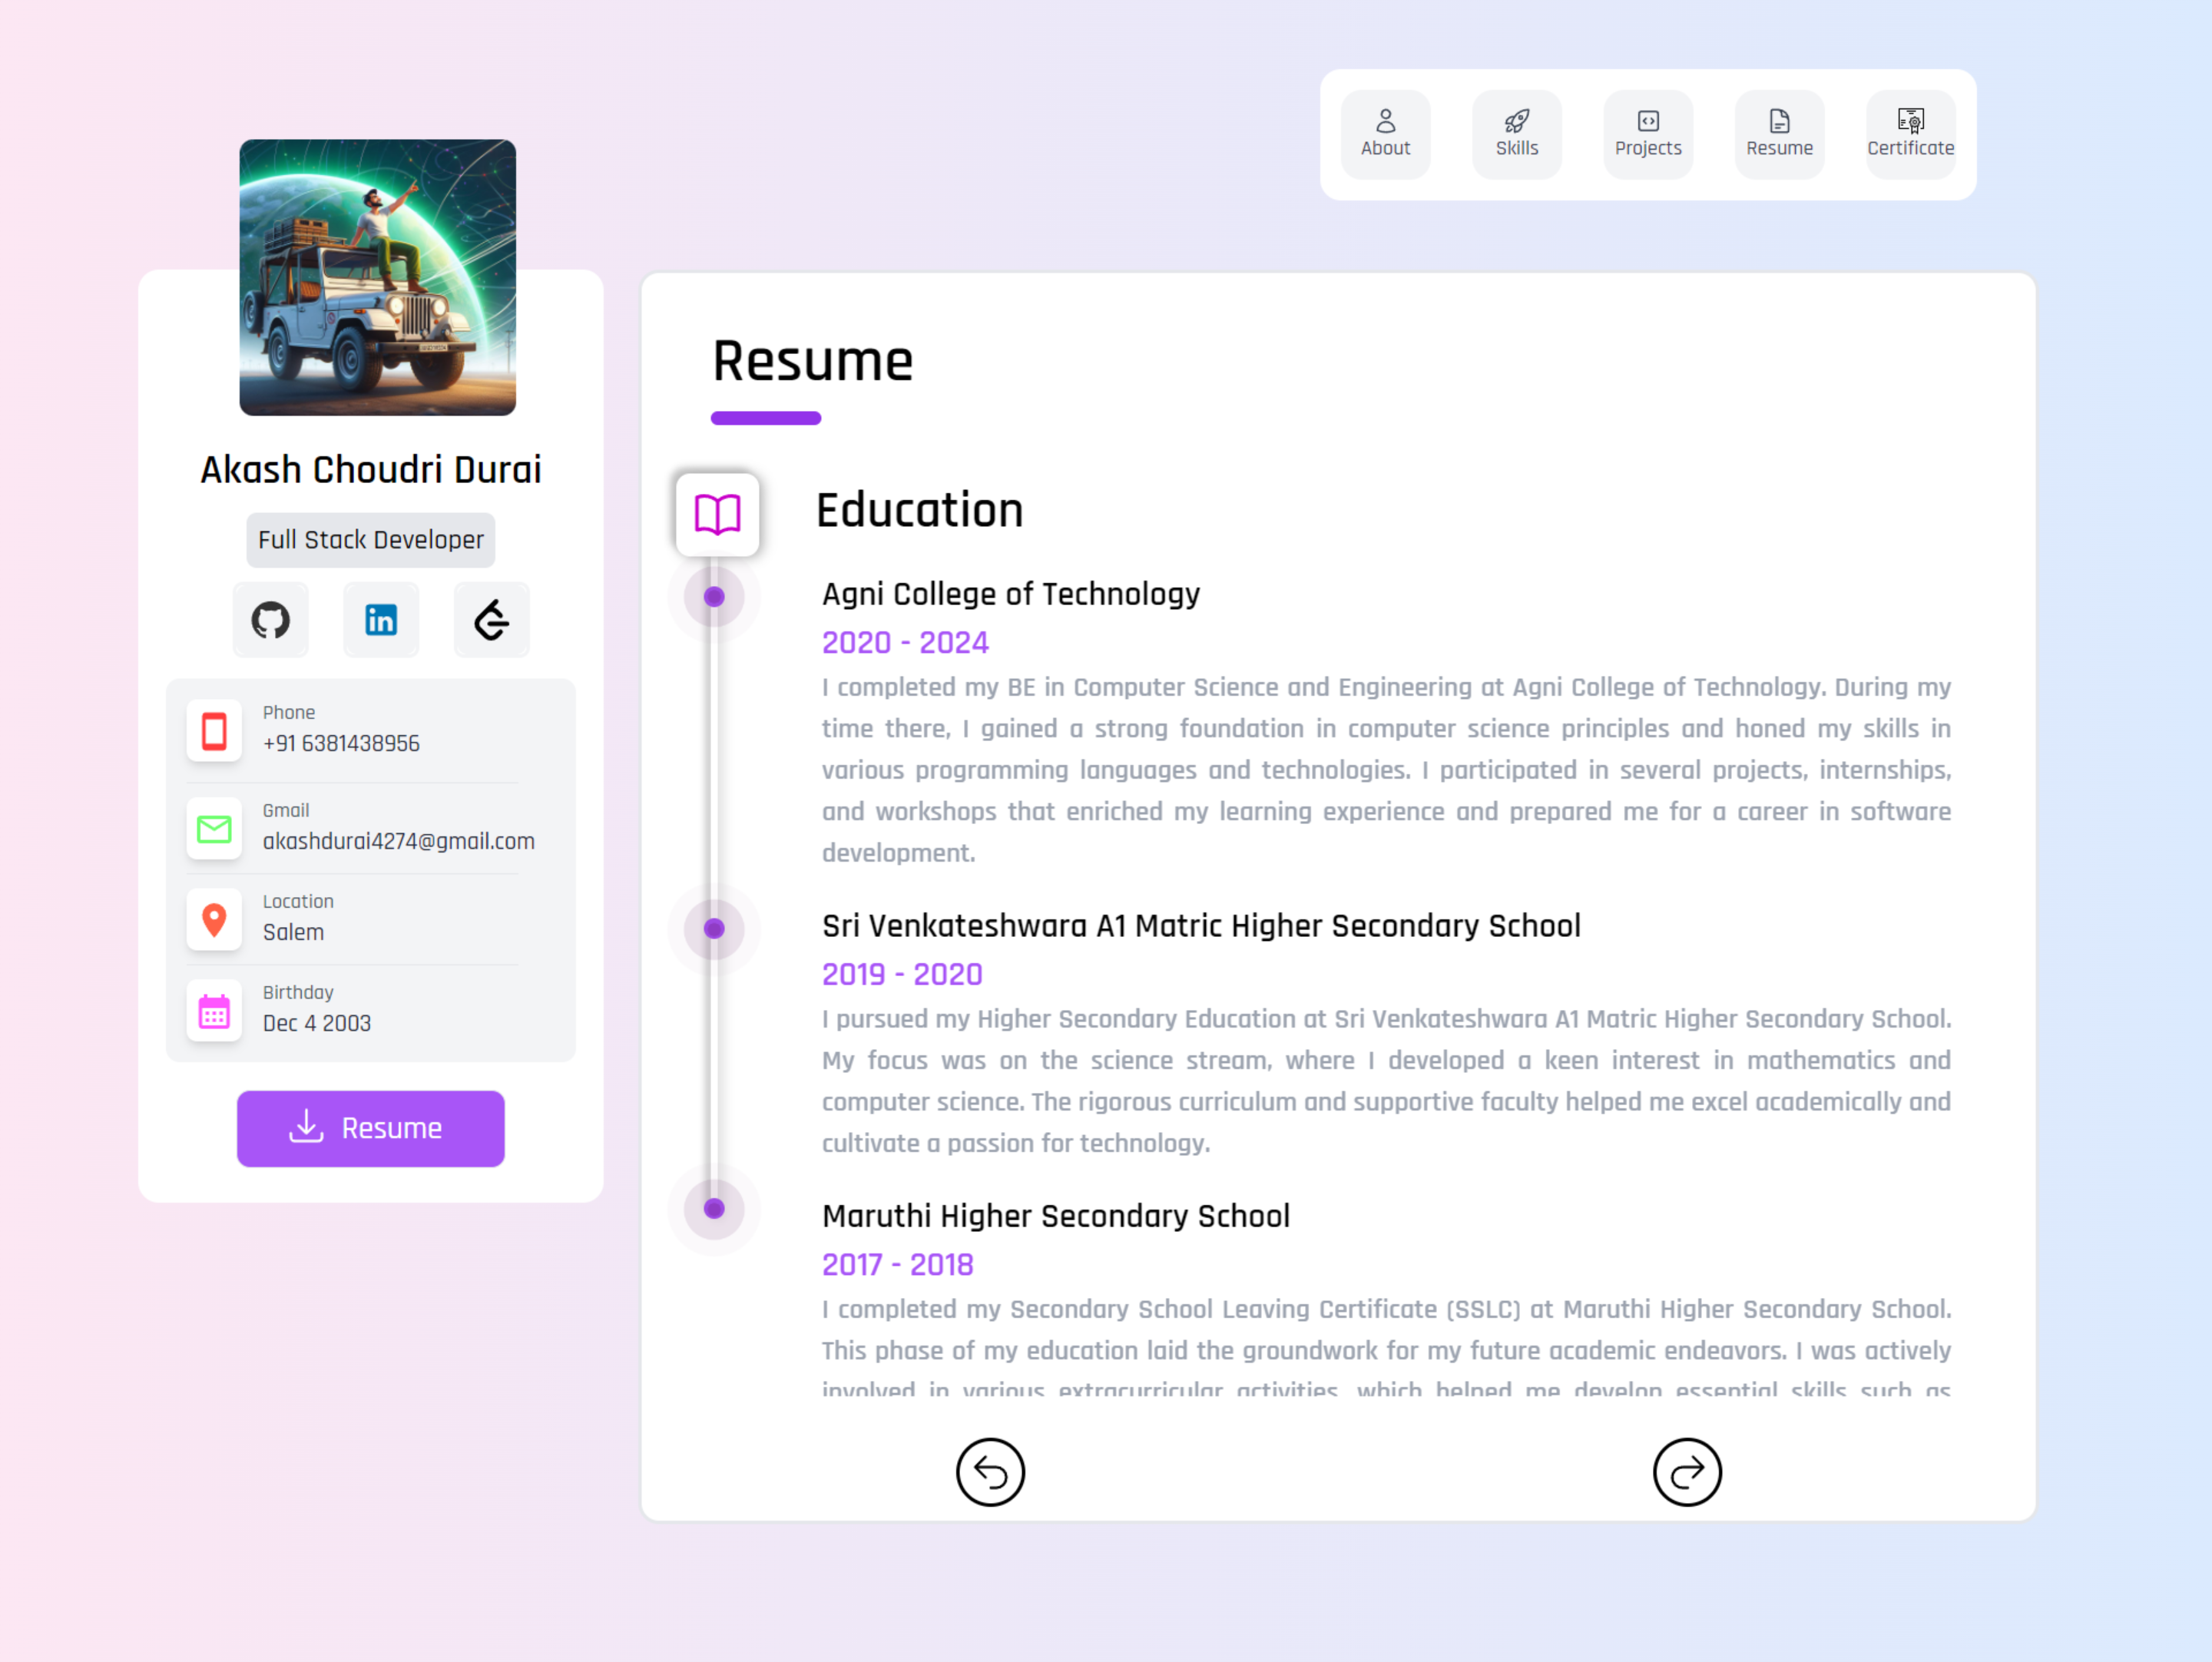 About
Skills
Projects
Resume
Certificate
Akash Choudri Durai
Full Stack Developer
in
Phone
+91 6381438956
Gmail
akashdurai4274@gmail.com
Location
Salem
Birthday
Dec 4 2003
Resume
Resume
Education
Agni College of Technology
2020 - 2024
I completed my BE in Computer Science and Engineering at Agni College of Technology. During my
time there, I gained a strong foundation in computer science principles and honed my skills in
various programming languages and technologies. I participated in several projects, internships,
and workshops that enriched my learning experience and prepared me for a career in software
development.
Sri Venkateshwara A1 Matric Higher Secondary School
2019 - 2020
I pursued my Higher Secondary Education at Sri Venkateshwara A1 Matric Higher Secondary School.
My focus was on the science stream, where I developed a keen interest in mathematics and
computer science. The rigorous curriculum and supportive faculty helped me excel academically and
cultivate a passion for technology.
Maruthi Higher Secondary School
2017 - 2018
I completed my Secondary School Leaving Certificate (SSLC) at Maruthi Higher Secondary School.
This phase of my education laid the groundwork for my future academic endeavors. I was actively
involved in various extracurricular activities, which helped me develop essential skills such as